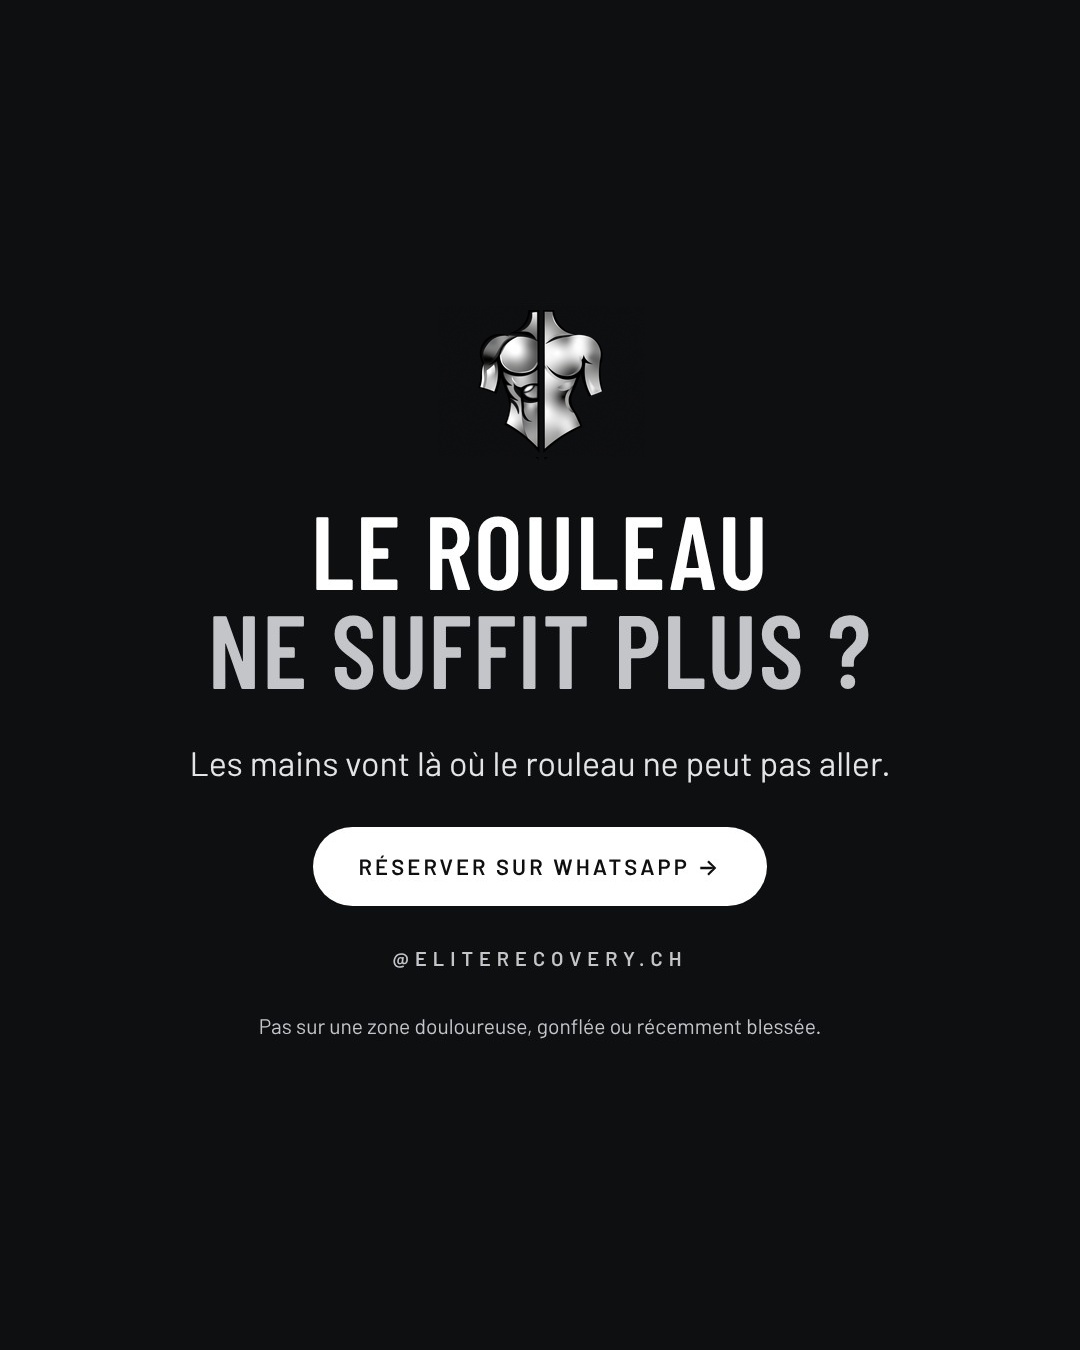 LE ROULEAU
NE SUFFIT PLUS ?
Les mains vont là où le rouleau ne peut pas aller.
RÉSERVER SUR WHATSAPP →
@ELITERECOVERY.CH
Pas sur une zone douloureuse, gonflée ou récemment blessée.